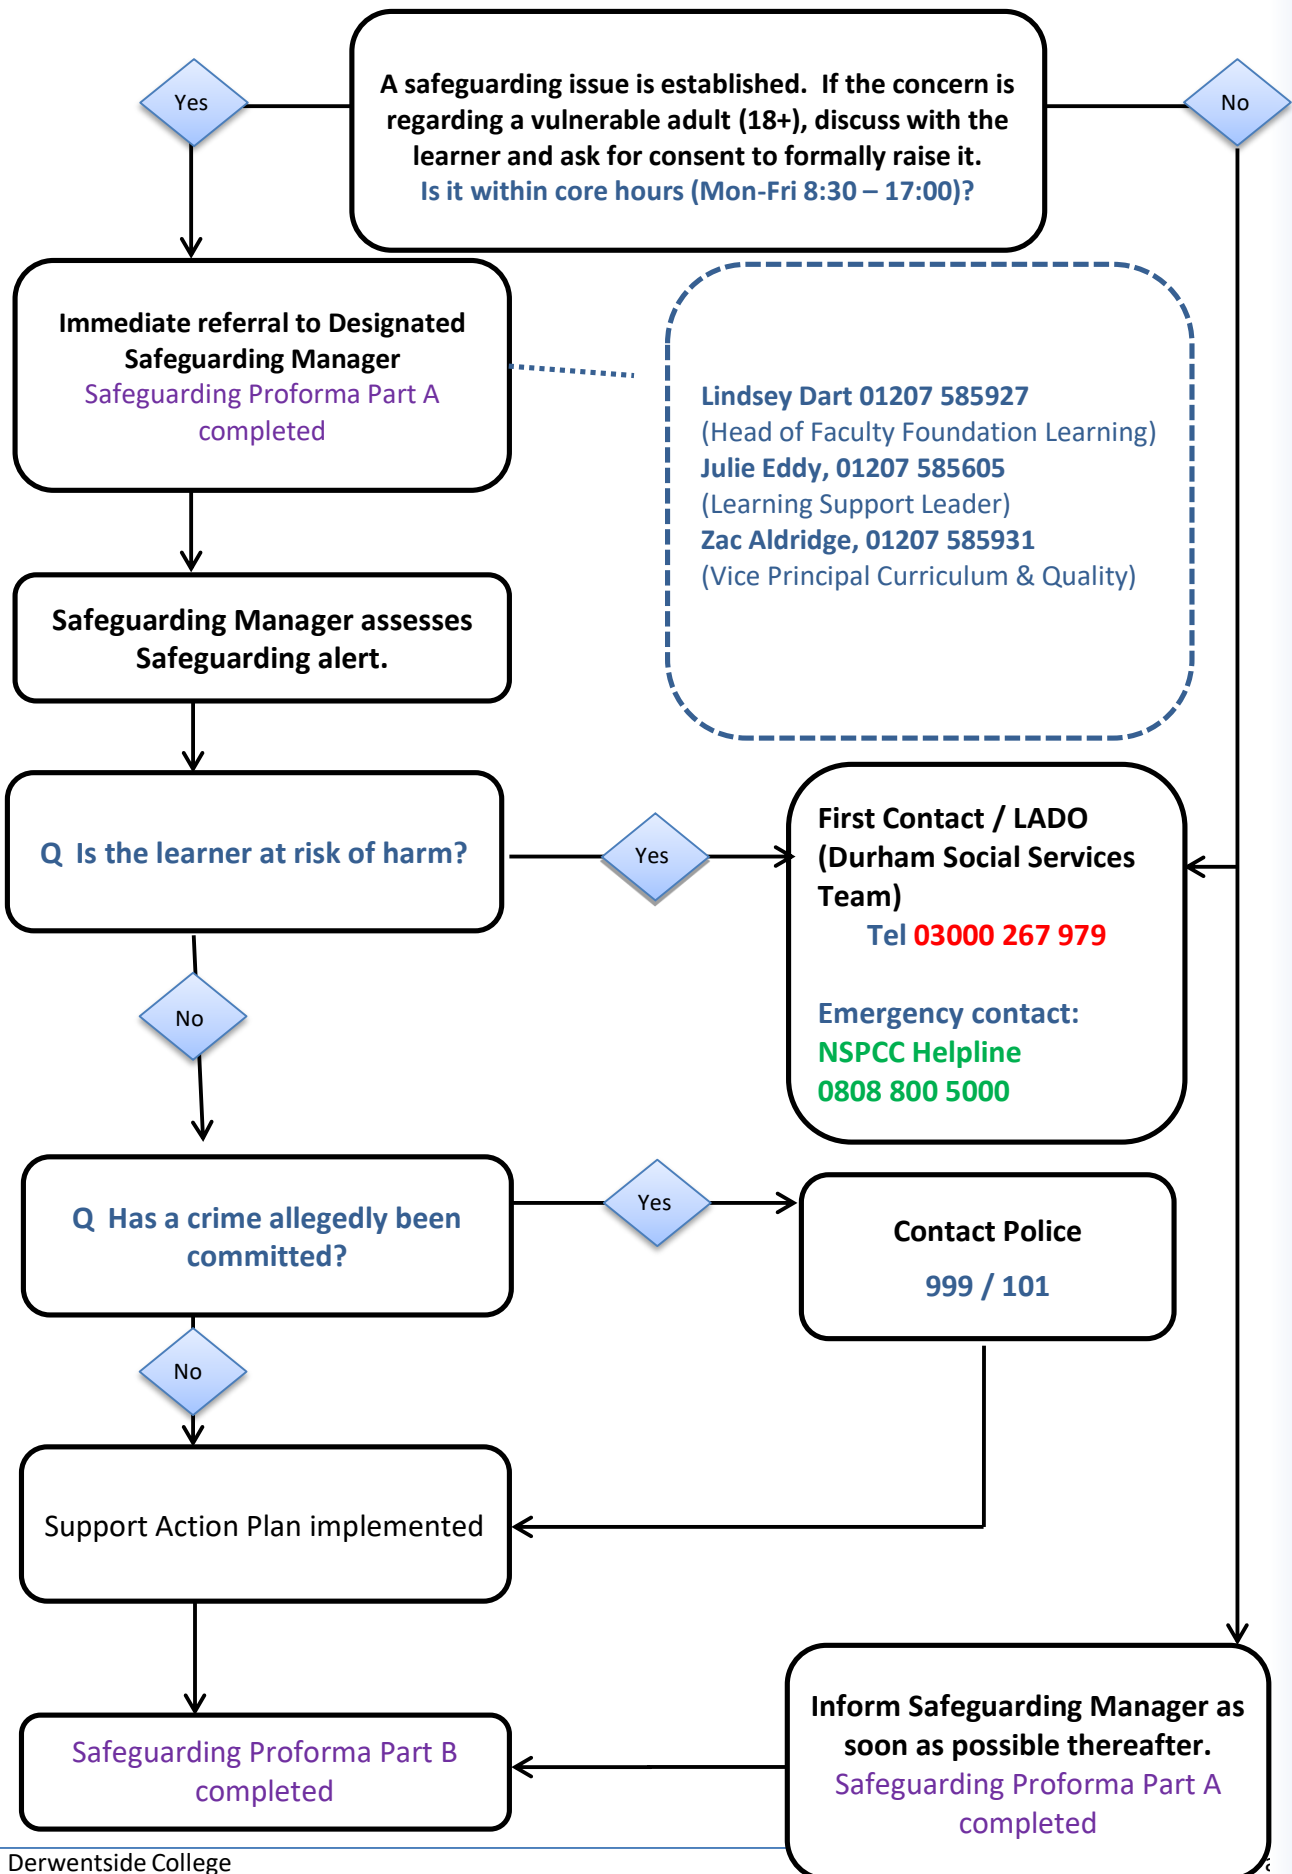 A safeguarding issue is established.  If the concern is
regarding a vulnerable adult (18+), discuss with the
learner and ask for consent to formally raise it.
Is it within core hours (Mon-Fri 8:30 – 17:00)?
Yes
No
Immediate referral to Designated
Safeguarding Manager
Safeguarding Proforma Part A
completed
Lindsey Dart 01207 585927
(Head of Faculty Foundation Learning)
Julie Eddy, 01207 585605
(Learning Support Leader)
Zac Aldridge, 01207 585931
(Vice Principal Curriculum & Quality)
Safeguarding Manager assesses
Safeguarding alert.
Q  Is the learner at risk of harm?
Yes
First Contact / LADO
(Durham Social Services
Team)
Tel 03000 267 979
Emergency contact:
NSPCC Helpline
0808 800 5000
No
Q  Has a crime allegedly been
committed?
Yes
Contact Police
999 / 101
No
Support Action Plan implemented
Inform Safeguarding Manager as
soon as possible thereafter.
Safeguarding Proforma Part A
completed
Safeguarding Proforma Part B
completed
Derwentside College